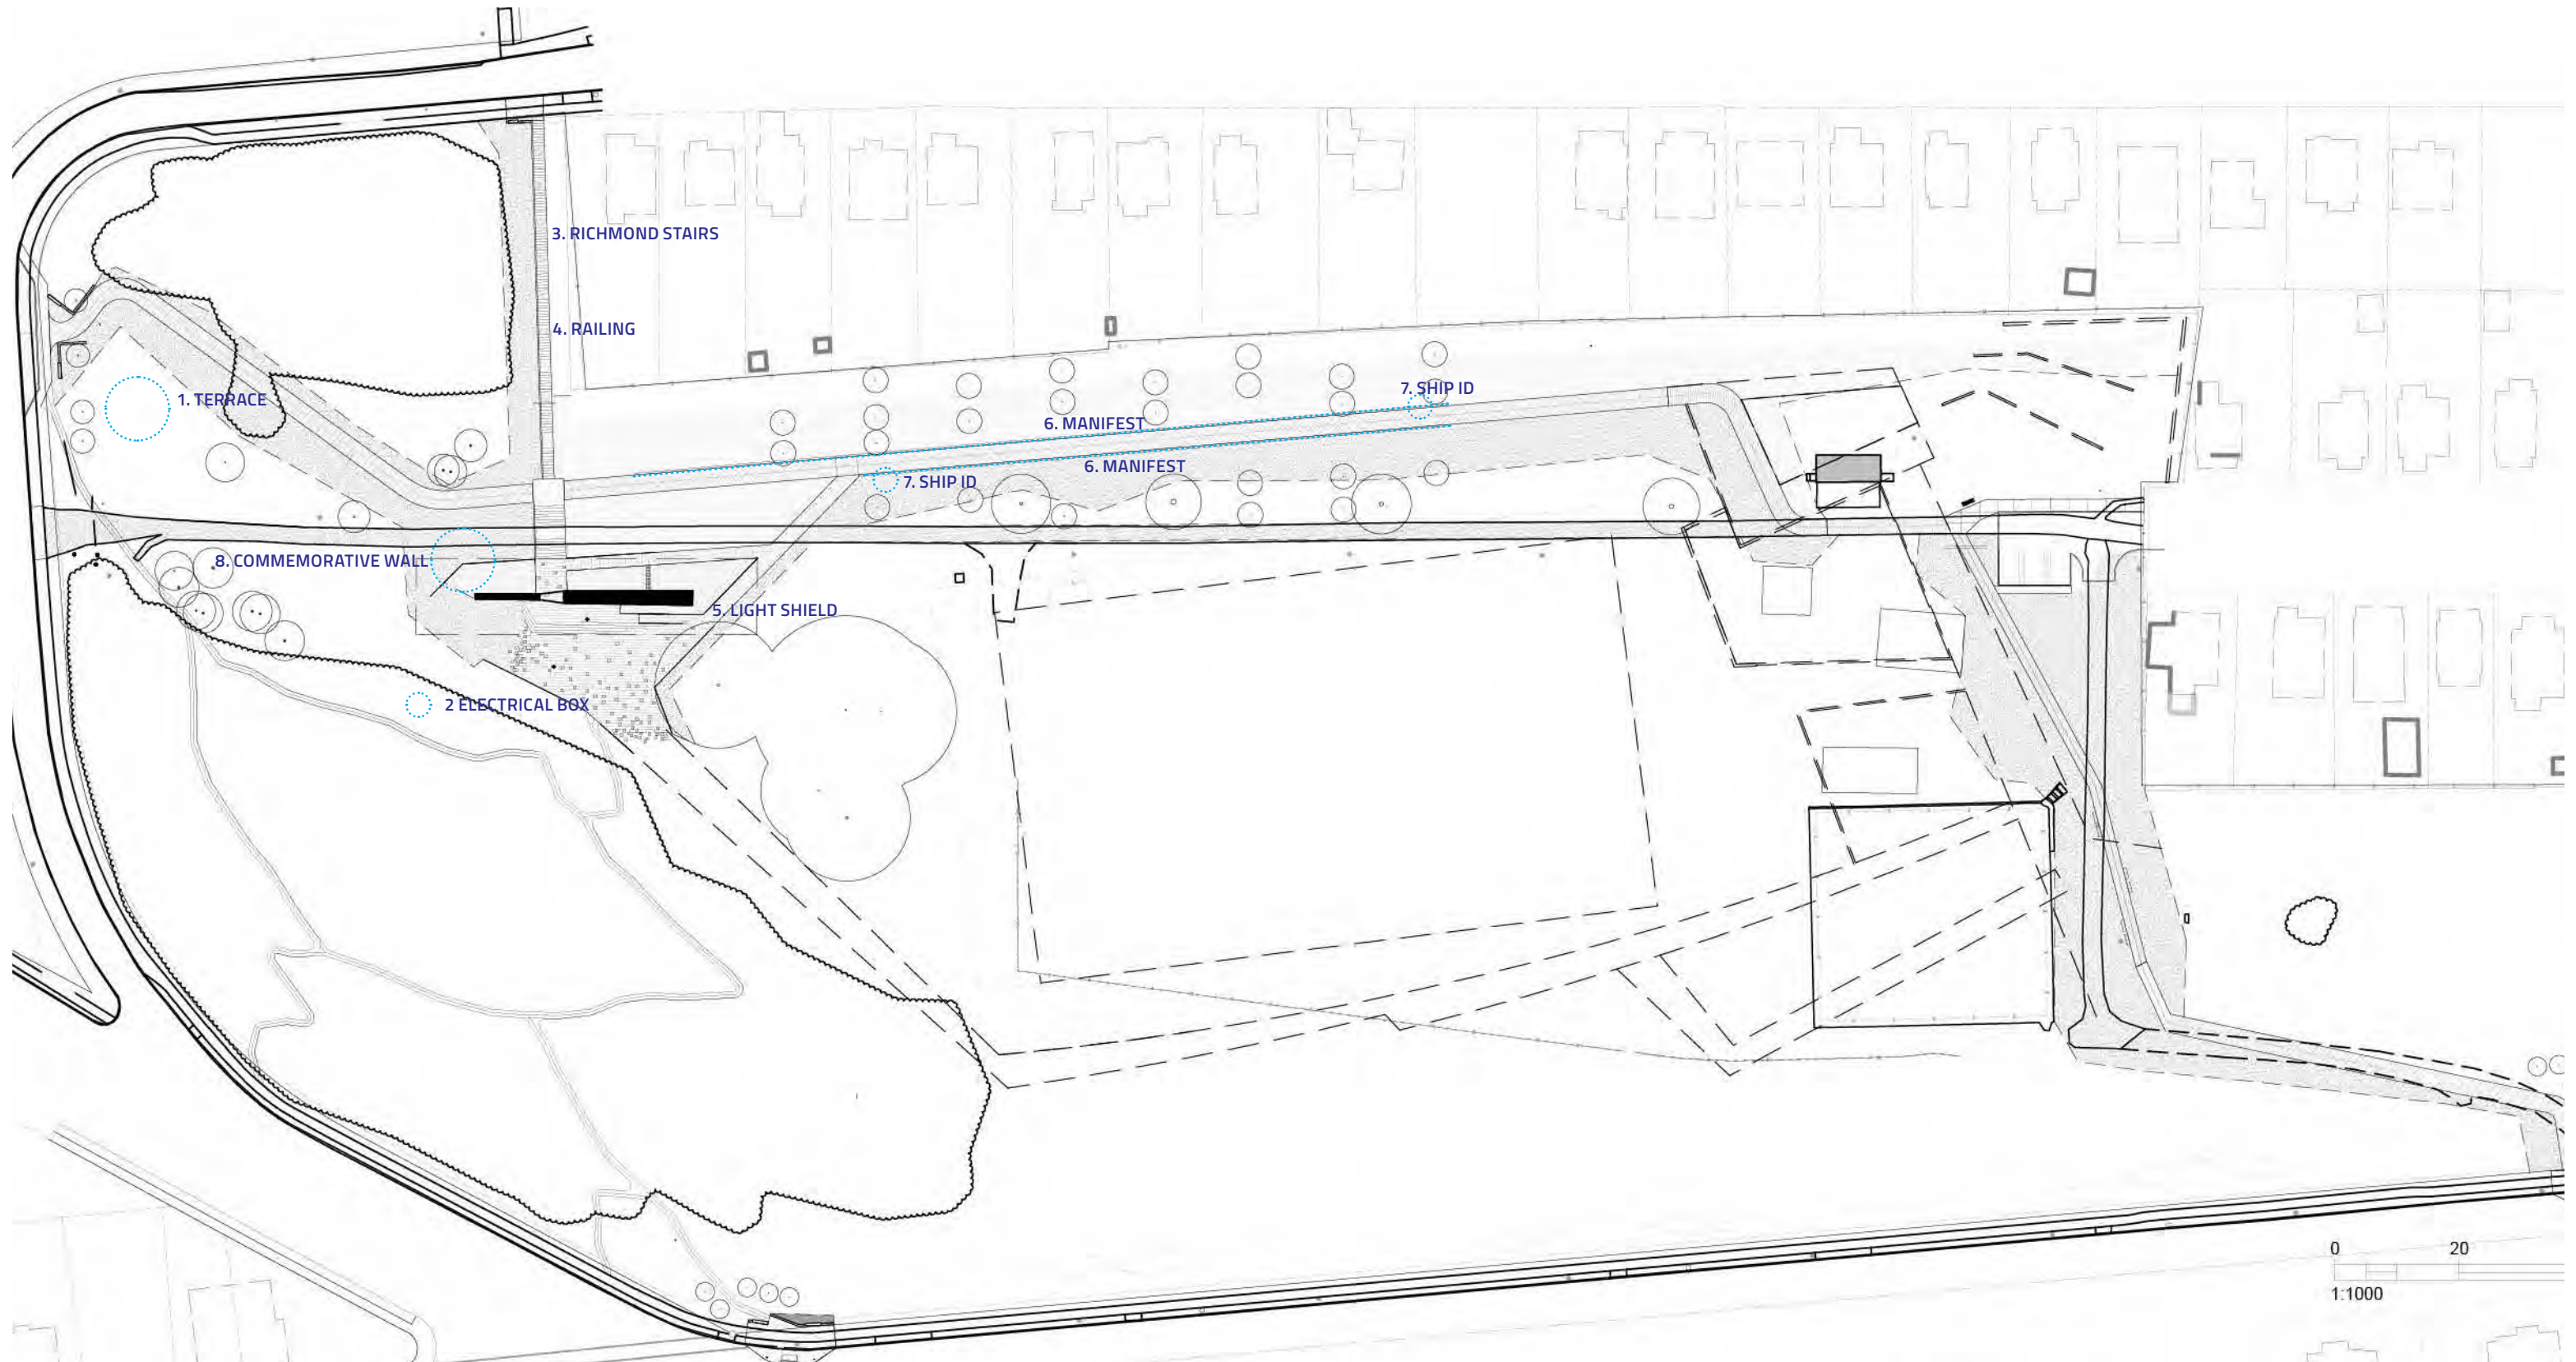 3. RICHMOND STAIRS
4. RAILING
7. SHIP ID
1. TERRACE
6. MANIFEST
6. MANIFEST
7. SHIP ID
8. COMMEMORATIVE WALL
5. LIGHT SHIELD
2 ELECTRICAL BOX
0 20
1:1000